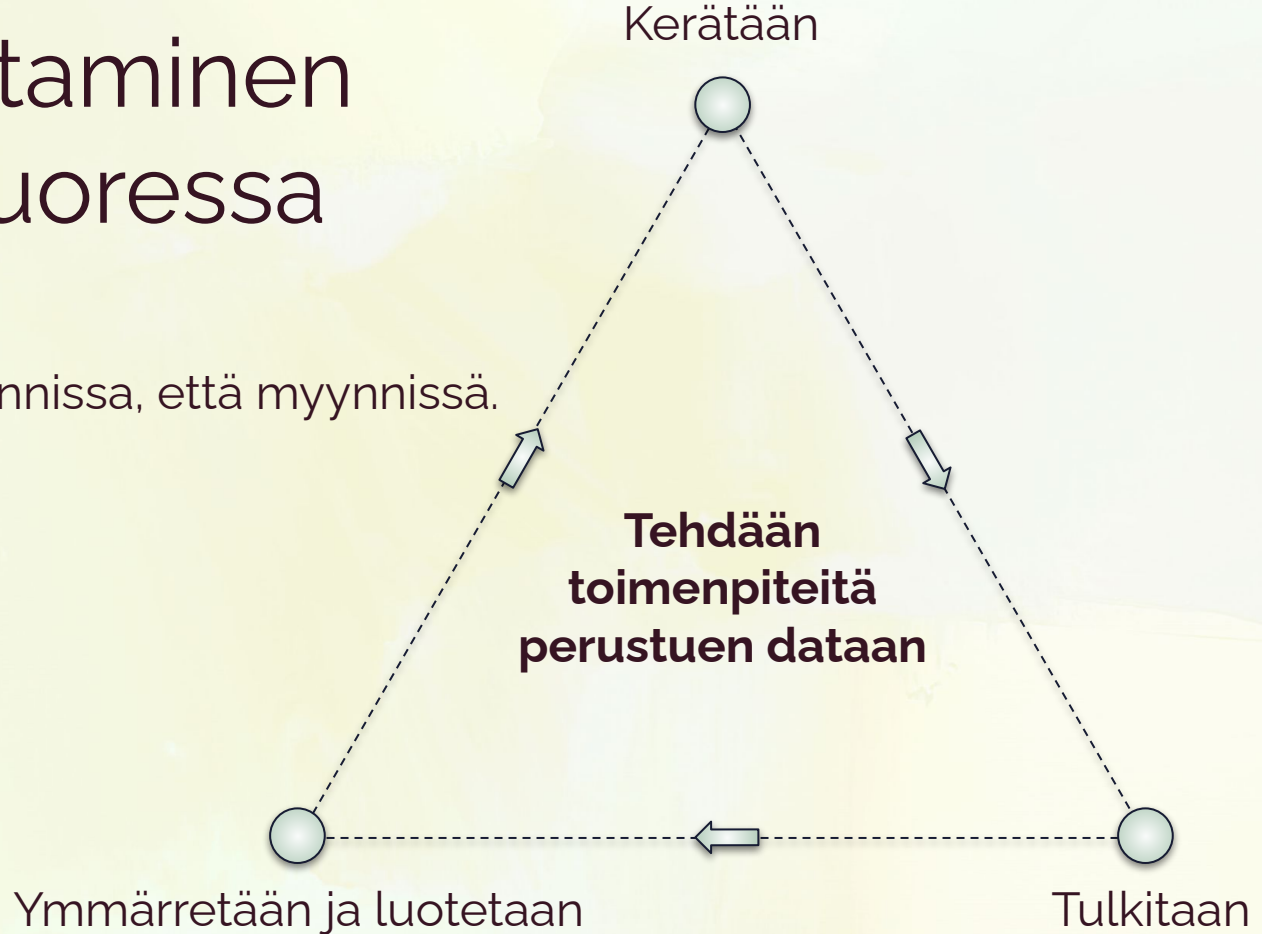 Kerätään
taminen
uoressa
nnissa, että myynnissä.
Tehdään
toimenpiteitä
perustuen dataan
Ymmärretään ja luotetaan
Tulkitaan